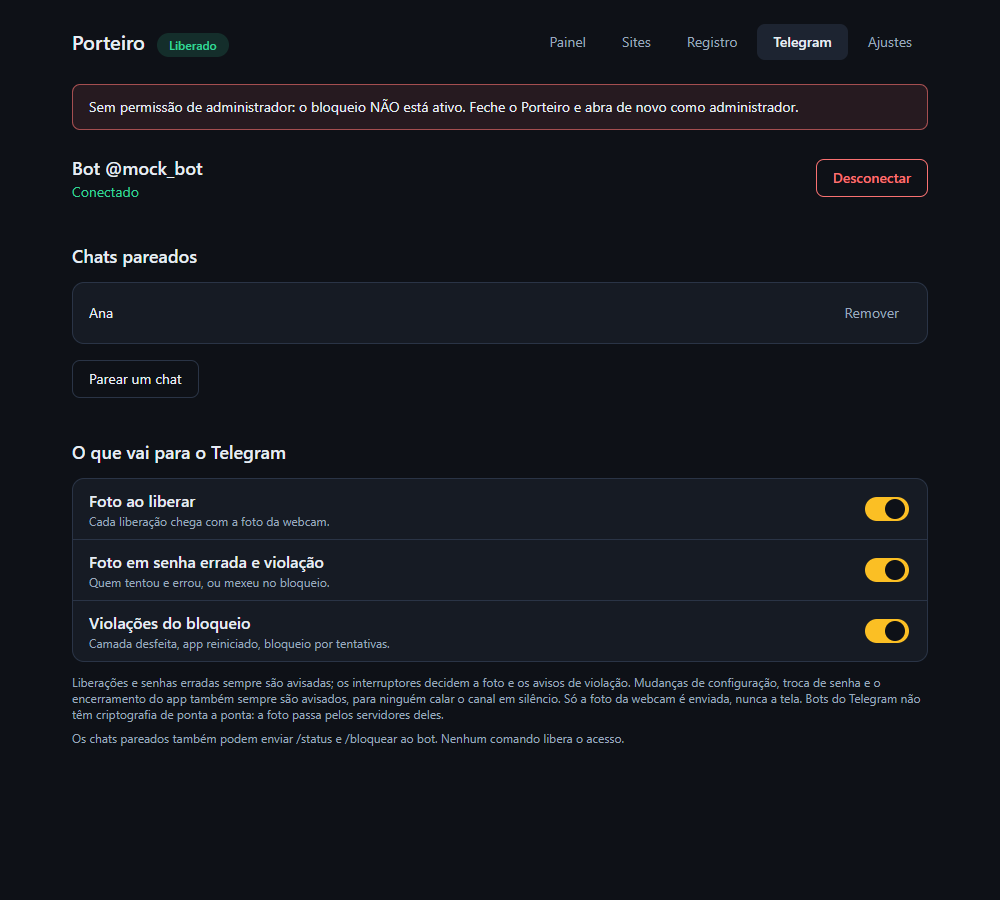 Porteiro
Liberado
Painel
Sites
Registro
Telegram
Ajustes
Sem permissão de administrador: o bloqueio NÃO está ativo. Feche o Porteiro e abra de novo como administrador.
Bot @mock_bot
Conectado
Desconectar
Chats pareados
Ana
Remover
Parear um chat
O que vai para o Telegram
Foto ao liberar
Cada liberação chega com a foto da webcam.
Foto em senha errada e violação
Quem tentou e errou, ou mexeu no bloqueio.
Violações do bloqueio
Camada desfeita, app reiniciado, bloqueio por tentativas.
Liberações e senhas erradas sempre são avisadas; os interruptores decidem a foto e os avisos de violação. Mudanças de configuração, troca de senha e o
encerramento do app também sempre são avisados, para ninguém calar o canal em silêncio. Só a foto da webcam é enviada, nunca a tela. Bots do Telegram não
têm criptografia de ponta a ponta: a foto passa pelos servidores deles.
Os chats pareados também podem enviar /status e /bloquear ao bot. Nenhum comando libera o acesso.